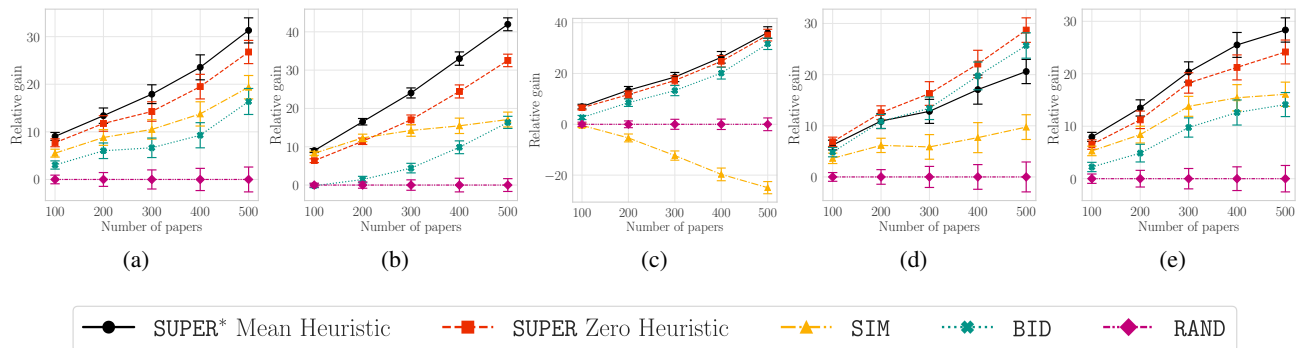 Relative gain
30
20
10
0
100 200 300 400 500
Number of papers
(a)
Relative gain
40
30
20
10
0
100 200 300 400 500
Number of papers
(b)
Relative gain
40
20
0
−20
100 200 300 400 500
Number of papers
(c)
Relative gain
30
20
10
0
100 200 300 400 500
Number of papers
(d)
Relative gain
30
20
10
0
100 200 300 400 500
Number of papers
(e)
SUPER* Mean Heuristic SUPER Zero Heuristic SIM BID RAND